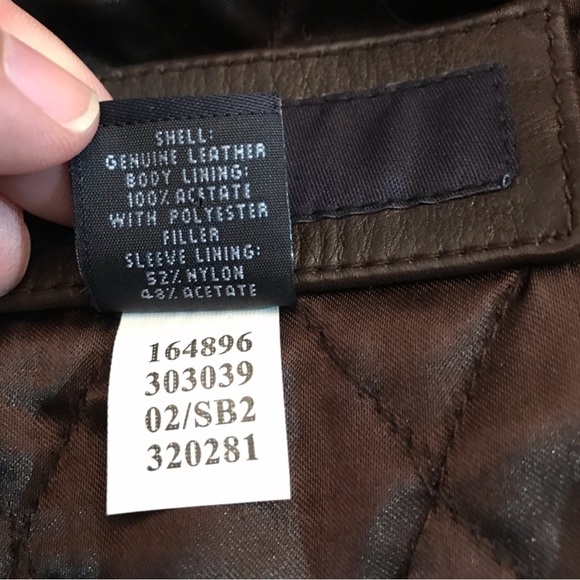 SHELL:
GENUINE LEATHER
BODY LINING:
100% ACETATE
WITH POLYESTER
FILLER
SLEEVE LINING:
52% NYLON
48% ACETATE
164896
303039
02/SB2
320281